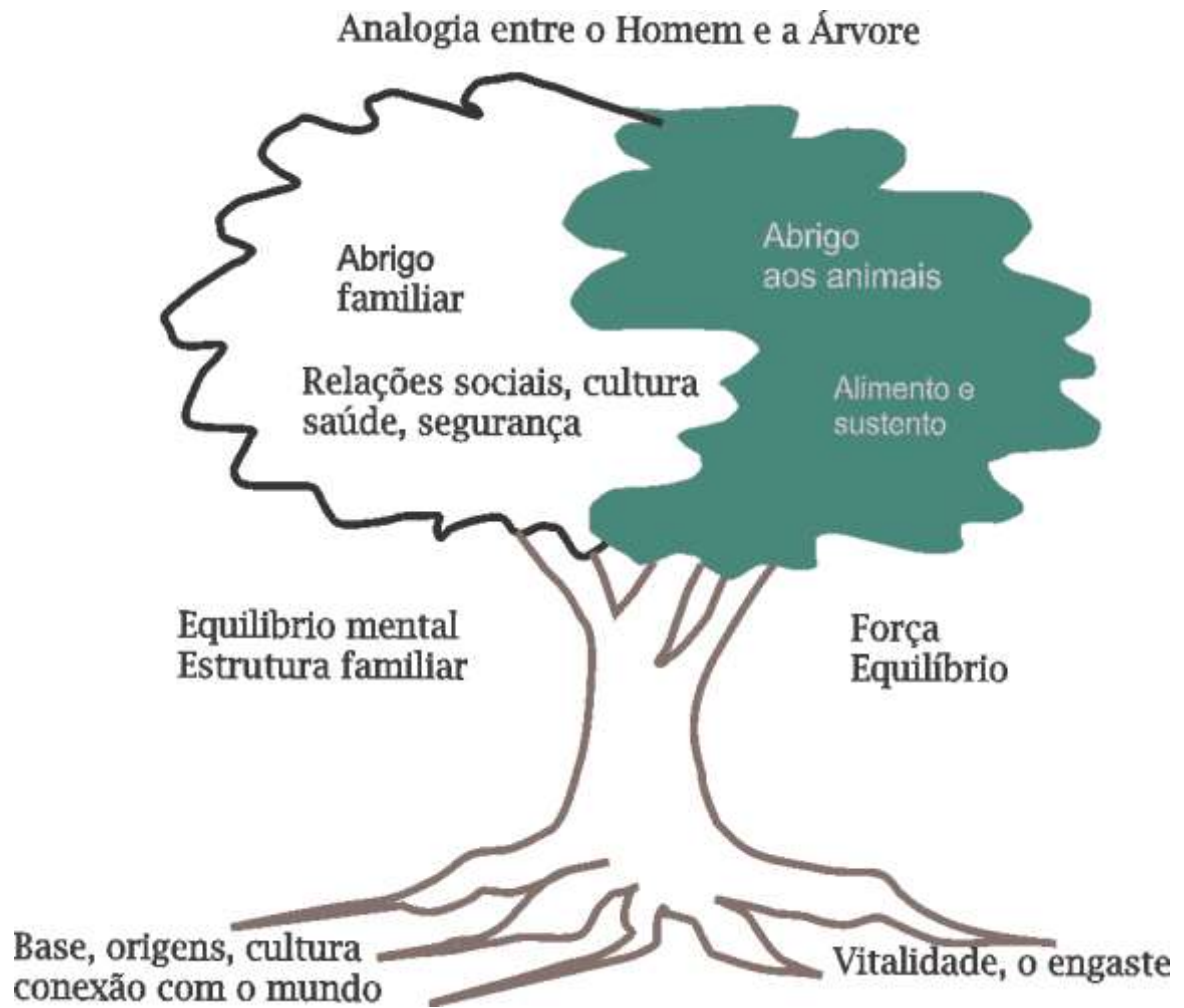 Analogia entre o Homem e a Árvore
Abrigo
familiar
Abrigo
aos animais
Relações sociais, cultura
saúde, segurança
Alimento e
sustento
Equilibrio mental
Estrutura familiar
Força
Equilíbrio
Base, origens, cultura
conexão com o mundo
Vitalidade, o engaste